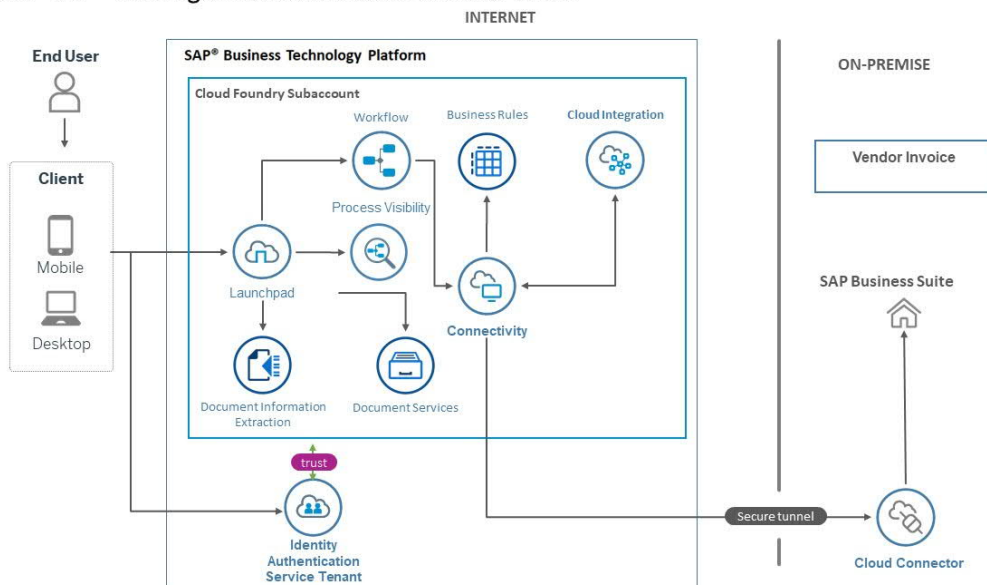 INTERNET
SAP® Business Technology Platform
End User
ON-PREMISE
Cloud Foundry Subaccount
Workflow
Business Rules
Cloud Integration
Vendor Invoice
Client
Process Visibility
Mobile
Launchpad
SAP Business Suite
Connectivity
Desktop
Document Information
Extraction
Document Services
trust
Secure tunnel
Identity
Authentication
Service Tenant
Cloud Connector